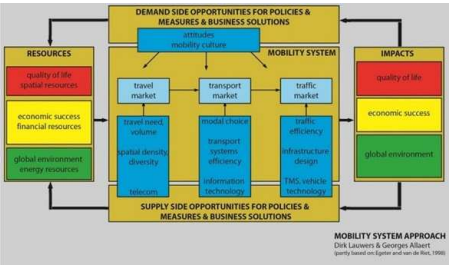 DEMAND SIDE OPPORTUNITIES FOR POLICIES &
MEASURES & BUSINESS SOLUTIONS
attitudes
mobility culture
RESOURCES
MOBILITY SYSTEM
IMPACTS
quality of life
spatial resources
economic success
financial resources
global environment
energy resources
travel
market
transport
market
traffic
market
travel need,
volume
spatial density,
diversity
telecom
modal choice
transport
systems
efficiency
information
technology
traffic
efficiency
infrastructure
design
TMS, vehicle
technology
quality of life
economic
success
global environment
SUPPLY SIDE OPPORTUNITIES FOR POLICIES &
MEASURES & BUSINESS SOLUTIONS
MOBILITY SYSTEM APPROACH
Dirk Lauwers & Georges Allaert
(partly based on: Egeter and van de Riet, 1998)